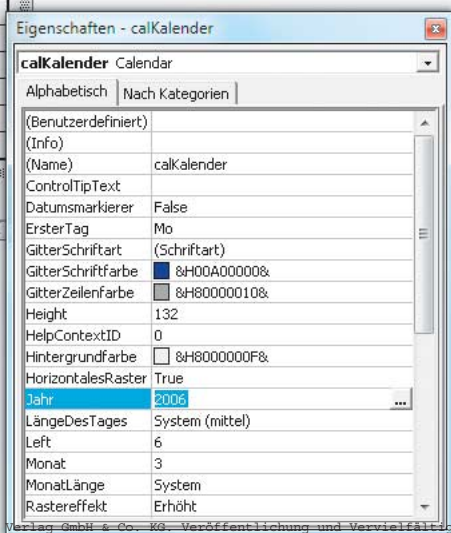 Eigenschaften - calKalender
calKalender Calendar
Alphabetisch Nach Kategorien
(Benutzerdefiniert)
(Info)
(Name) calKalender
ControlTipText
Datumsmarkierer False
ErsterTag Mo
GitterSchriftart (Schriftart)
GitterSchriftfarbe &H00A00000&
GitterZeilenfarbe &H80000010&
Height 132
HelpContextID 0
Hintergrundfarbe &H8000000F&
HorizontalesRaster True
Jahr 2006 ...
LängeDesTages System (mittel)
Left 6
Monat 3
MonatLänge System
Rastereffekt Erhöht
Verlag GmbH & Co. KG. Veröffentlichung und Vervielfältig